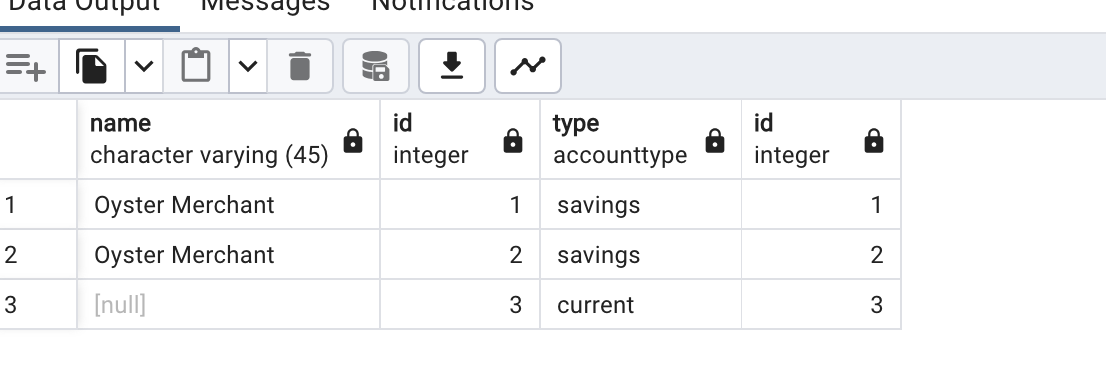 Data Output Messages Notifications
name id type id
character varying (45) integer accounttype integer
1 Oyster Merchant 1 savings 1
2 Oyster Merchant 2 savings 2
3 [null] 3 current 3